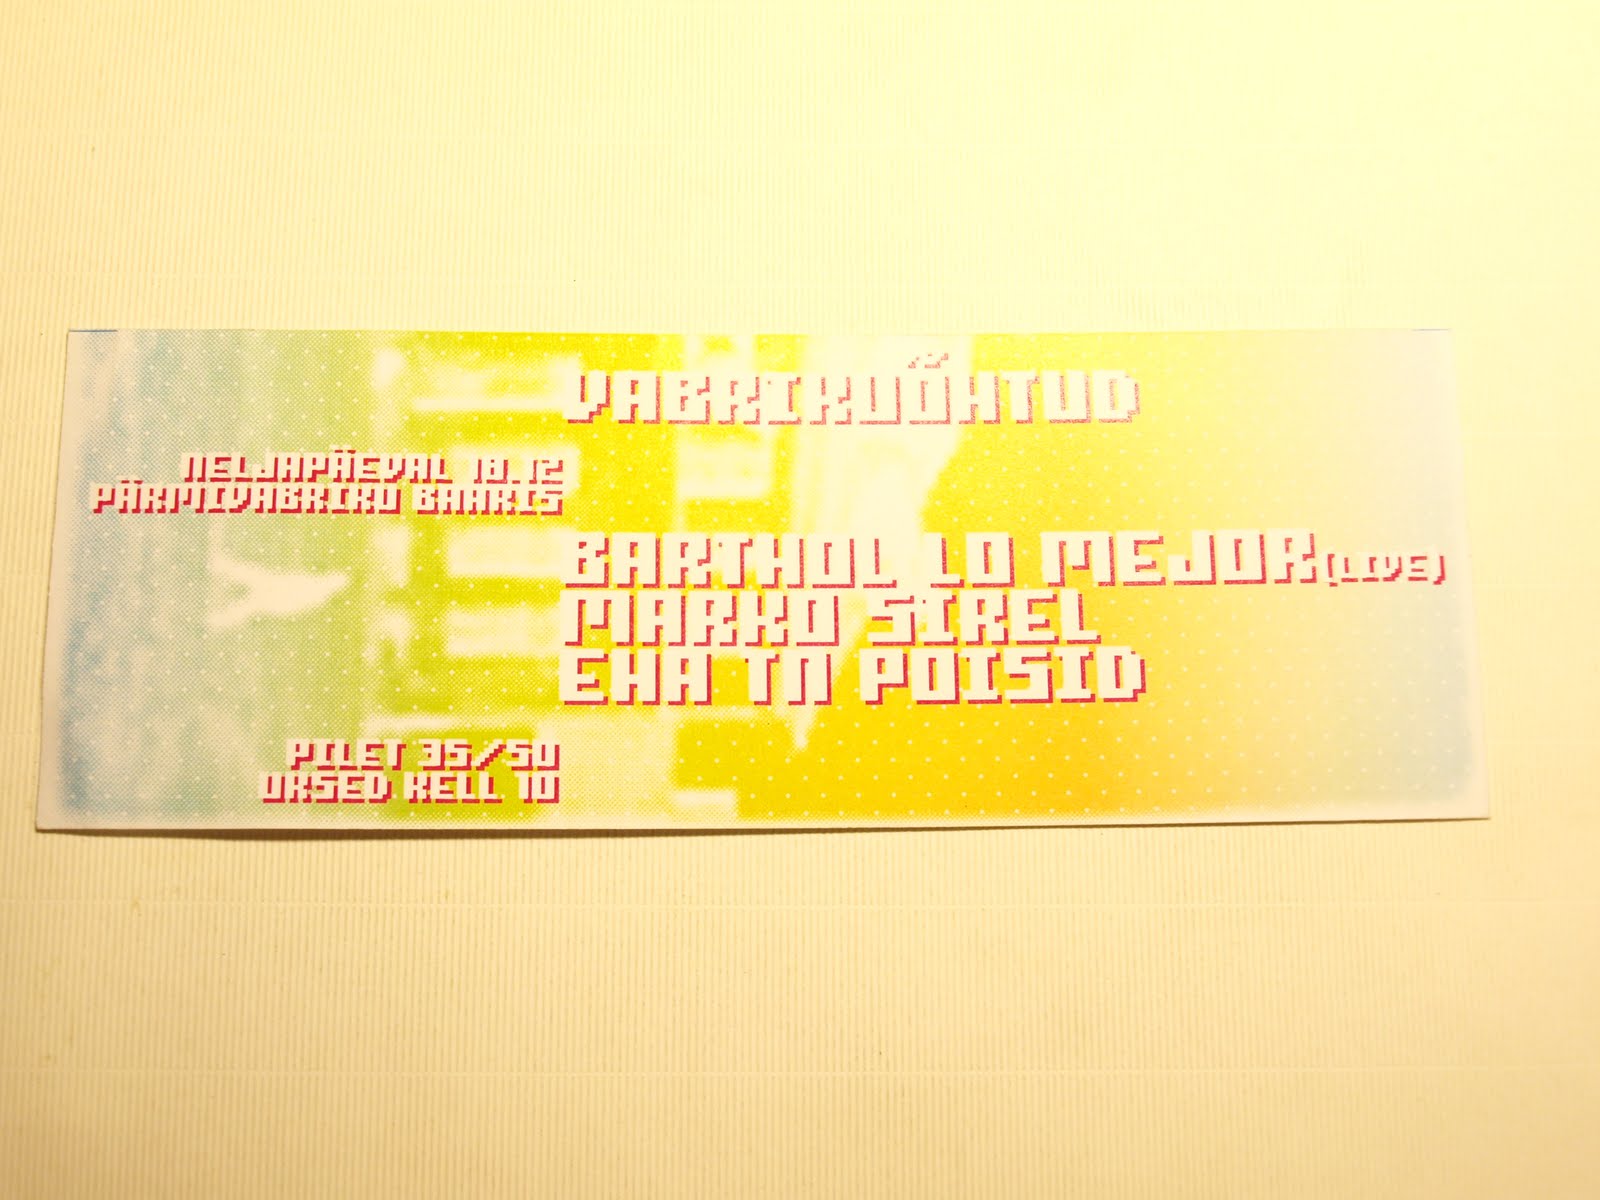 VABRIKUÕHTUD
NELJAPÄEVAL 10.12
PÄRMIVABRIKU BAARIS
BARTHOL LO MEJOR (LIVE)
MARKO SIREL
EHA TN POISID
PILET 35/50
UKSED KELL 10